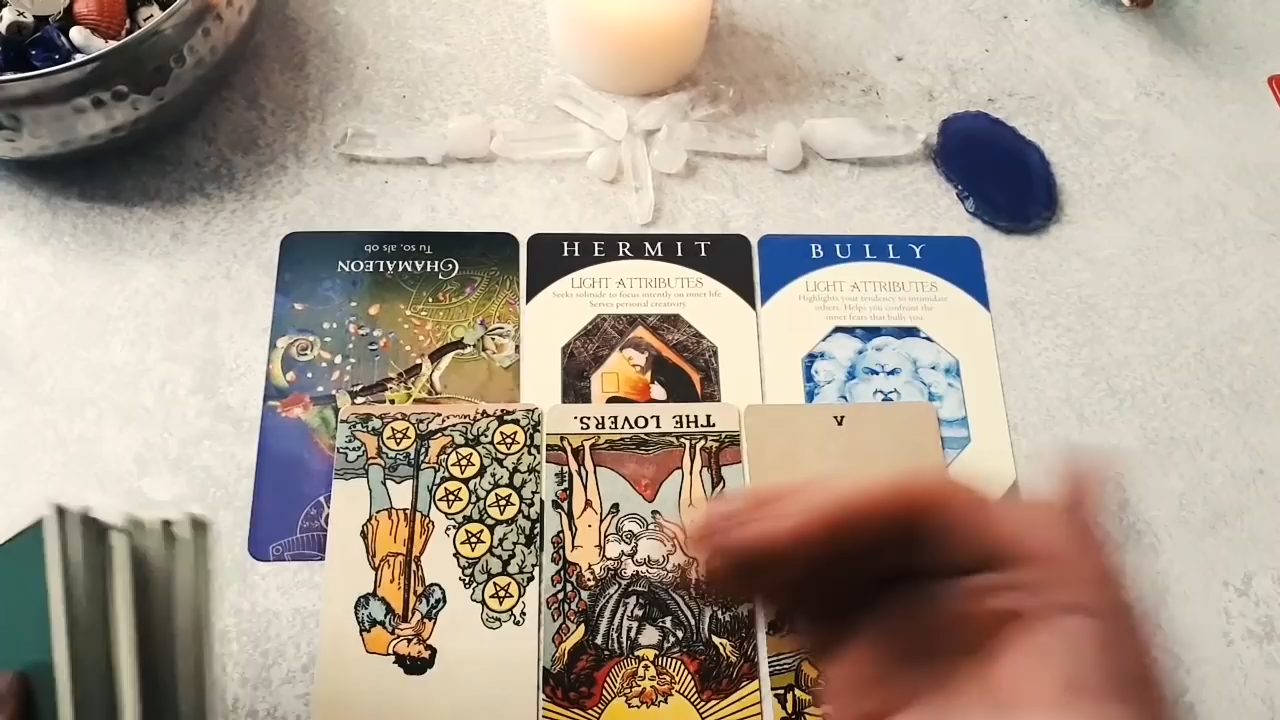 Tu so, als ob
CHAMÄLEON
HERMIT
LIGHT ATTRIBUTES
Seeks solitude to focus intently on inner life
Serves personal creativity
BULLY
LIGHT ATTRIBUTES
Highlights your tendency to intimidate
others. Helps you confront the
inner fears that bully you
THE LOVERS.
V